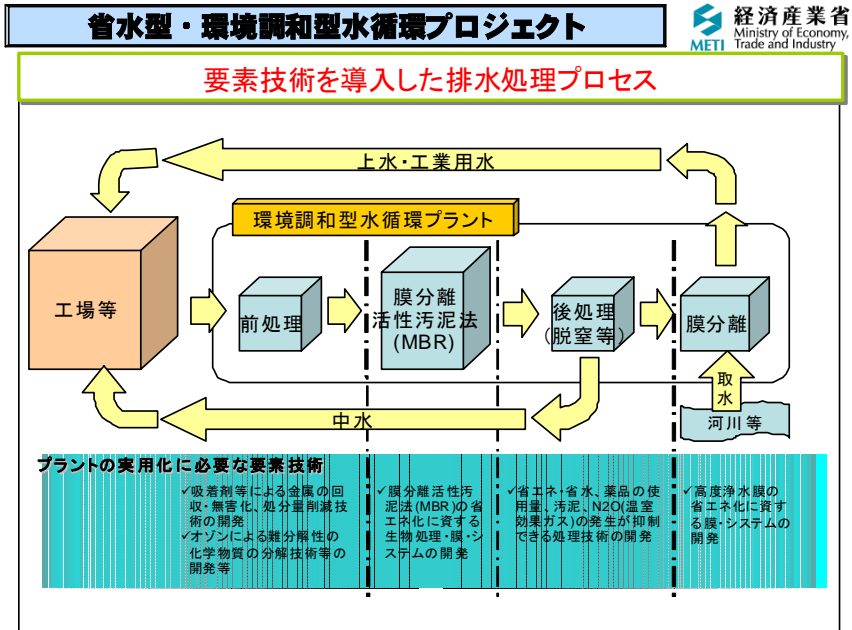 省水型・環境調和型水循環プロジェクト
経済産業省
Ministry of Economy,
Trade and Industry
METI
要素技術を導入した排水処理プロセス
上水・工業用水
環境調和型水循環プラント
工場等
前処理
膜分離
活性汚泥法
(MBR)
後処理
(脱窒等)
膜分離
取
水
河川等
中水
プラントの実用化に必要な要素技術
✓吸着剤等による金属の回
収・無害化、処分量削減技
術の開発
✓オゾンによる難分解性の
化学物質の分解技術等の
開発等
✓膜分離活性汚
泥法(MBR)の省
エネ化に資する
生物処理・膜・シ
ステムの開発
✓省エネ・省水、薬品の使
用量、汚泥、N2O(温室
効果ガス)の発生が抑制
できる処理技術の開発
✓高度浄水膜の
省エネ化に資す
る膜・システムの
開発